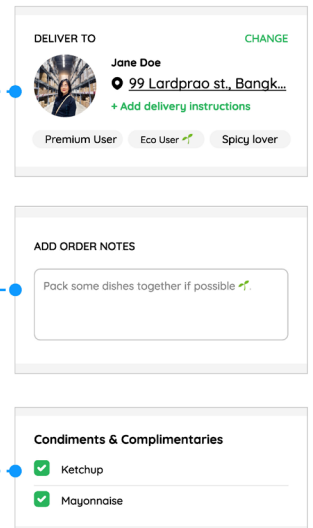 DELIVER TO CHANGE
Jane Doe
99 Lardprao st., Bangk...
+ Add delivery instructions
Premium User Eco User Spicy lover
ADD ORDER NOTES
Pack some dishes together if possible 🌱.
Condiments & Complimentaries
Ketchup
Mayonnaise